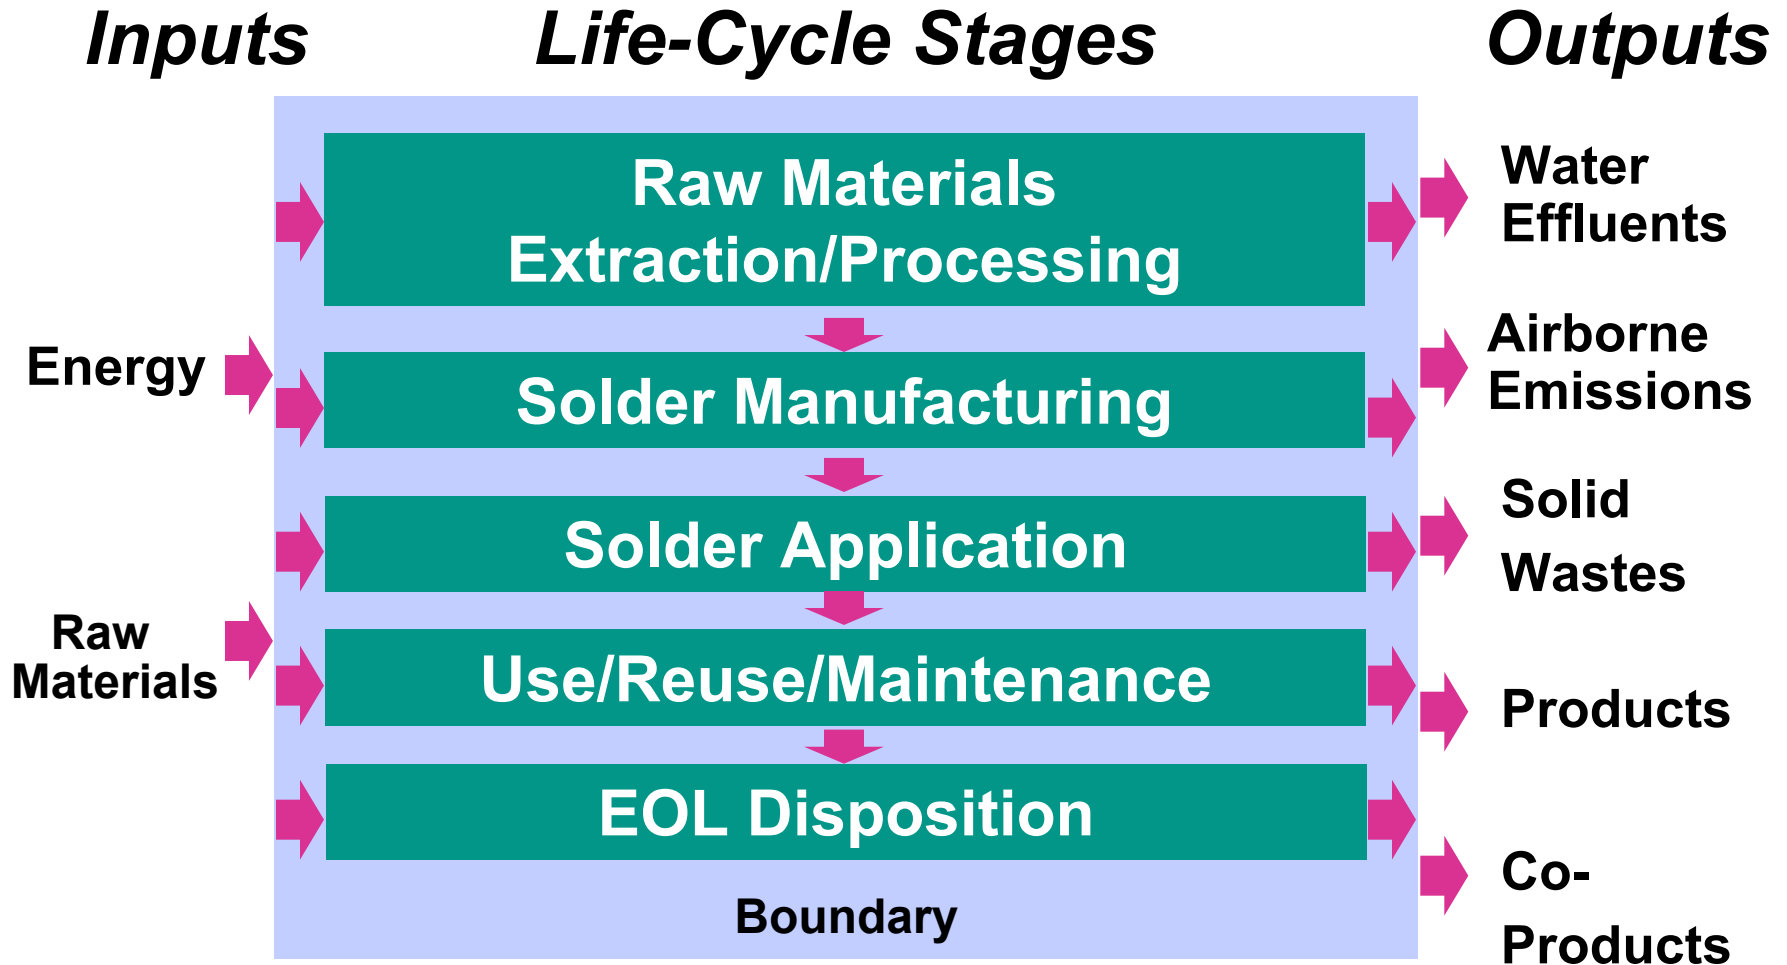 Inputs
Life-Cycle Stages
Outputs
Raw Materials
Extraction/Processing
Solder Manufacturing
Solder Application
Use/Reuse/Maintenance
EOL Disposition
Boundary
Energy
Raw
Materials
Water
Effluents
Airborne
Emissions
Solid
Wastes
Products
Co-
Products